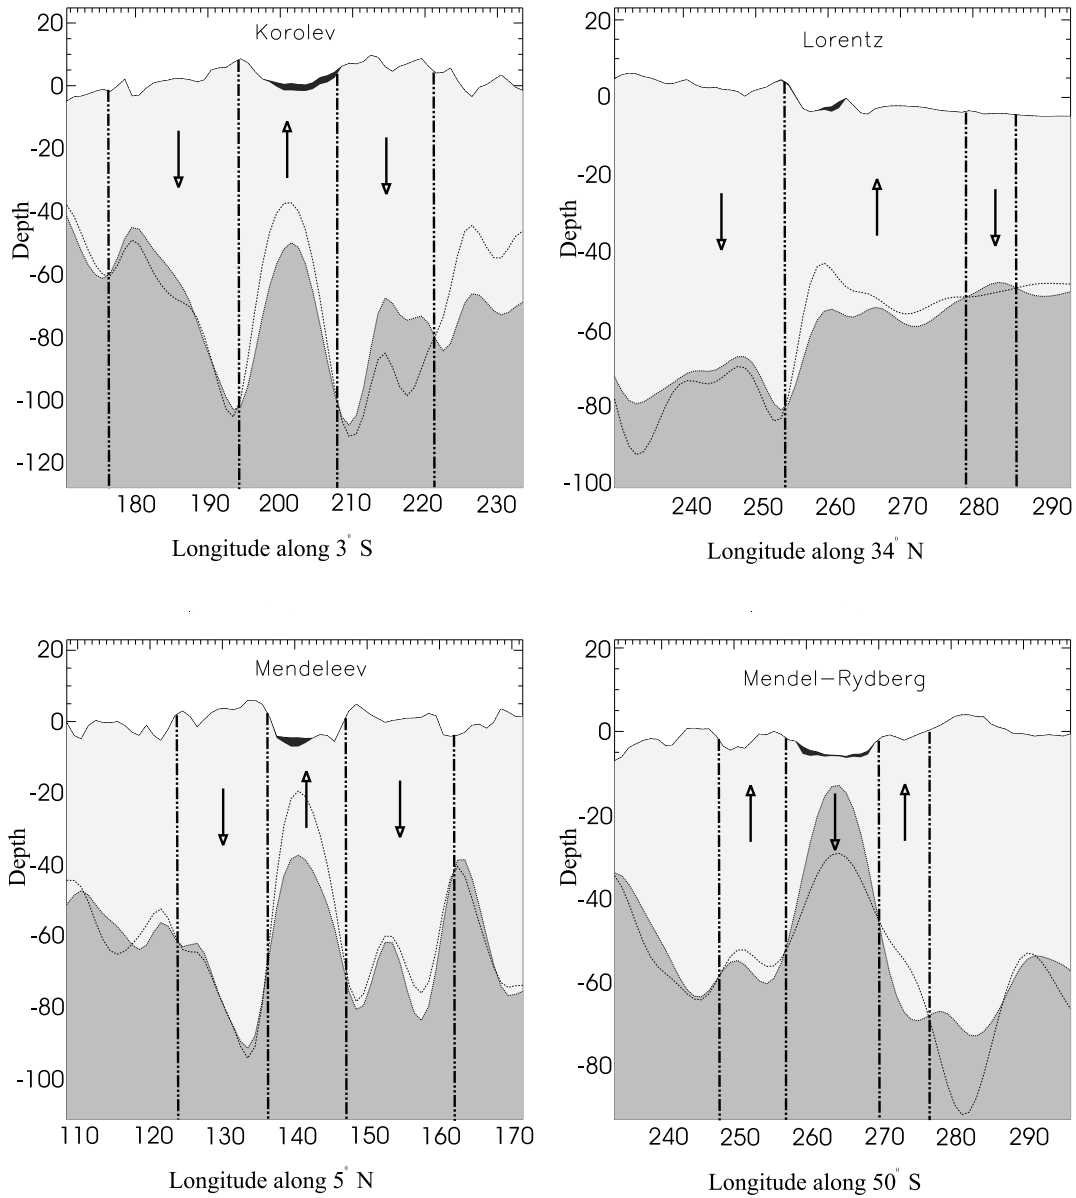 Korolev
20
0
-20
-40
-60
-80
-100
-120
Depth
180 190 200 210 220 230
Longitude along 3° S
Lorentz
20
0
-20
-40
-60
-80
-100
Depth
240 250 260 270 280 290
Longitude along 34° N
Mendeleev
20
0
-20
-40
-60
-80
-100
Depth
110 120 130 140 150 160 170
Longitude along 5° N
Mendel-Rydberg
20
0
-20
-40
-60
-80
Depth
240 250 260 270 280 290
Longitude along 50° S